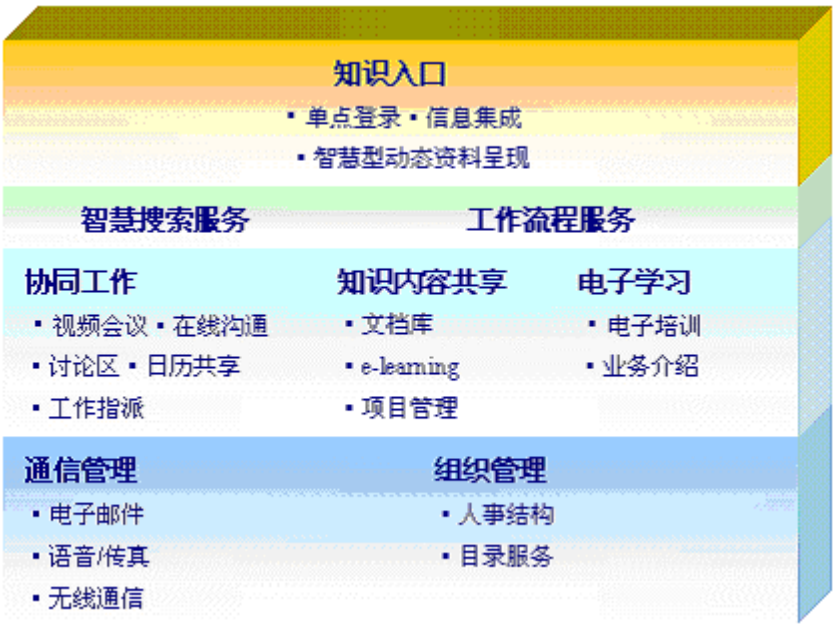 知识入口
▪ 单点登录 ▪ 信息集成
▪ 智慧型动态资料呈现
智慧搜索服务 工作流程服务
协同工作 知识内容共享 电子学习
▪ 视频会议 ▪ 在线沟通 ▪ 文档库 ▪ 电子培训
▪ 讨论区 ▪ 日历共享 ▪ e-learning ▪ 业务介绍
▪ 工作指派 ▪ 项目管理
通信管理 组织管理
▪ 电子邮件 ▪ 人事结构
▪ 语音/传真 ▪ 目录服务
▪ 无线通信